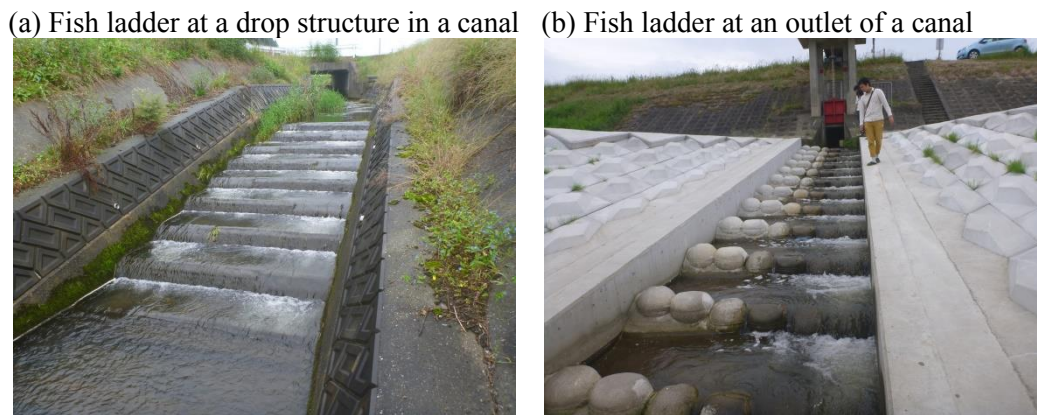 (a) Fish ladder at a drop structure in a canal
(b) Fish ladder at an outlet of a canal